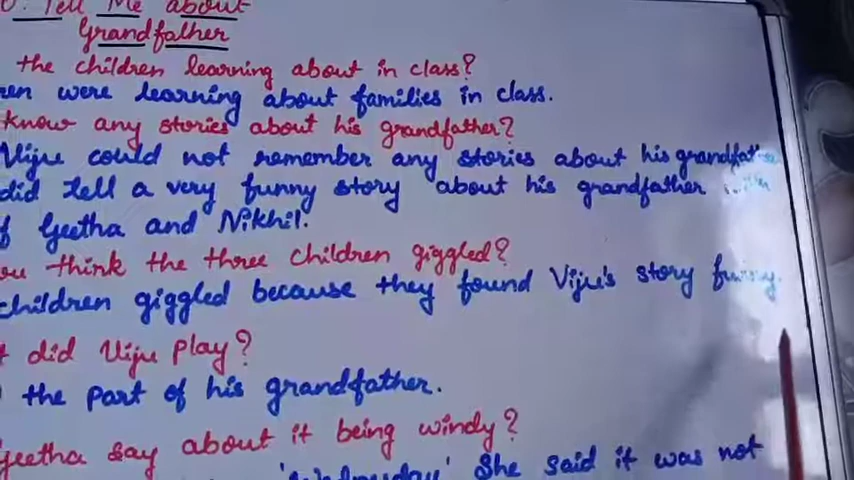 Tell Me about
Grandfather
the children learning about in class?
were learning about families in class.
know any stories about his grandfather?
Viju could not remember any stories about his grandfather
did tell a very funny story about his grandfather
Geetha and Nikhil.
think the three children giggled?
children giggled because they found Viju's story funny.
did Viju play?
the part of his grandfather.
Geetha say about it being windy?
'Wednesday' She said it was not